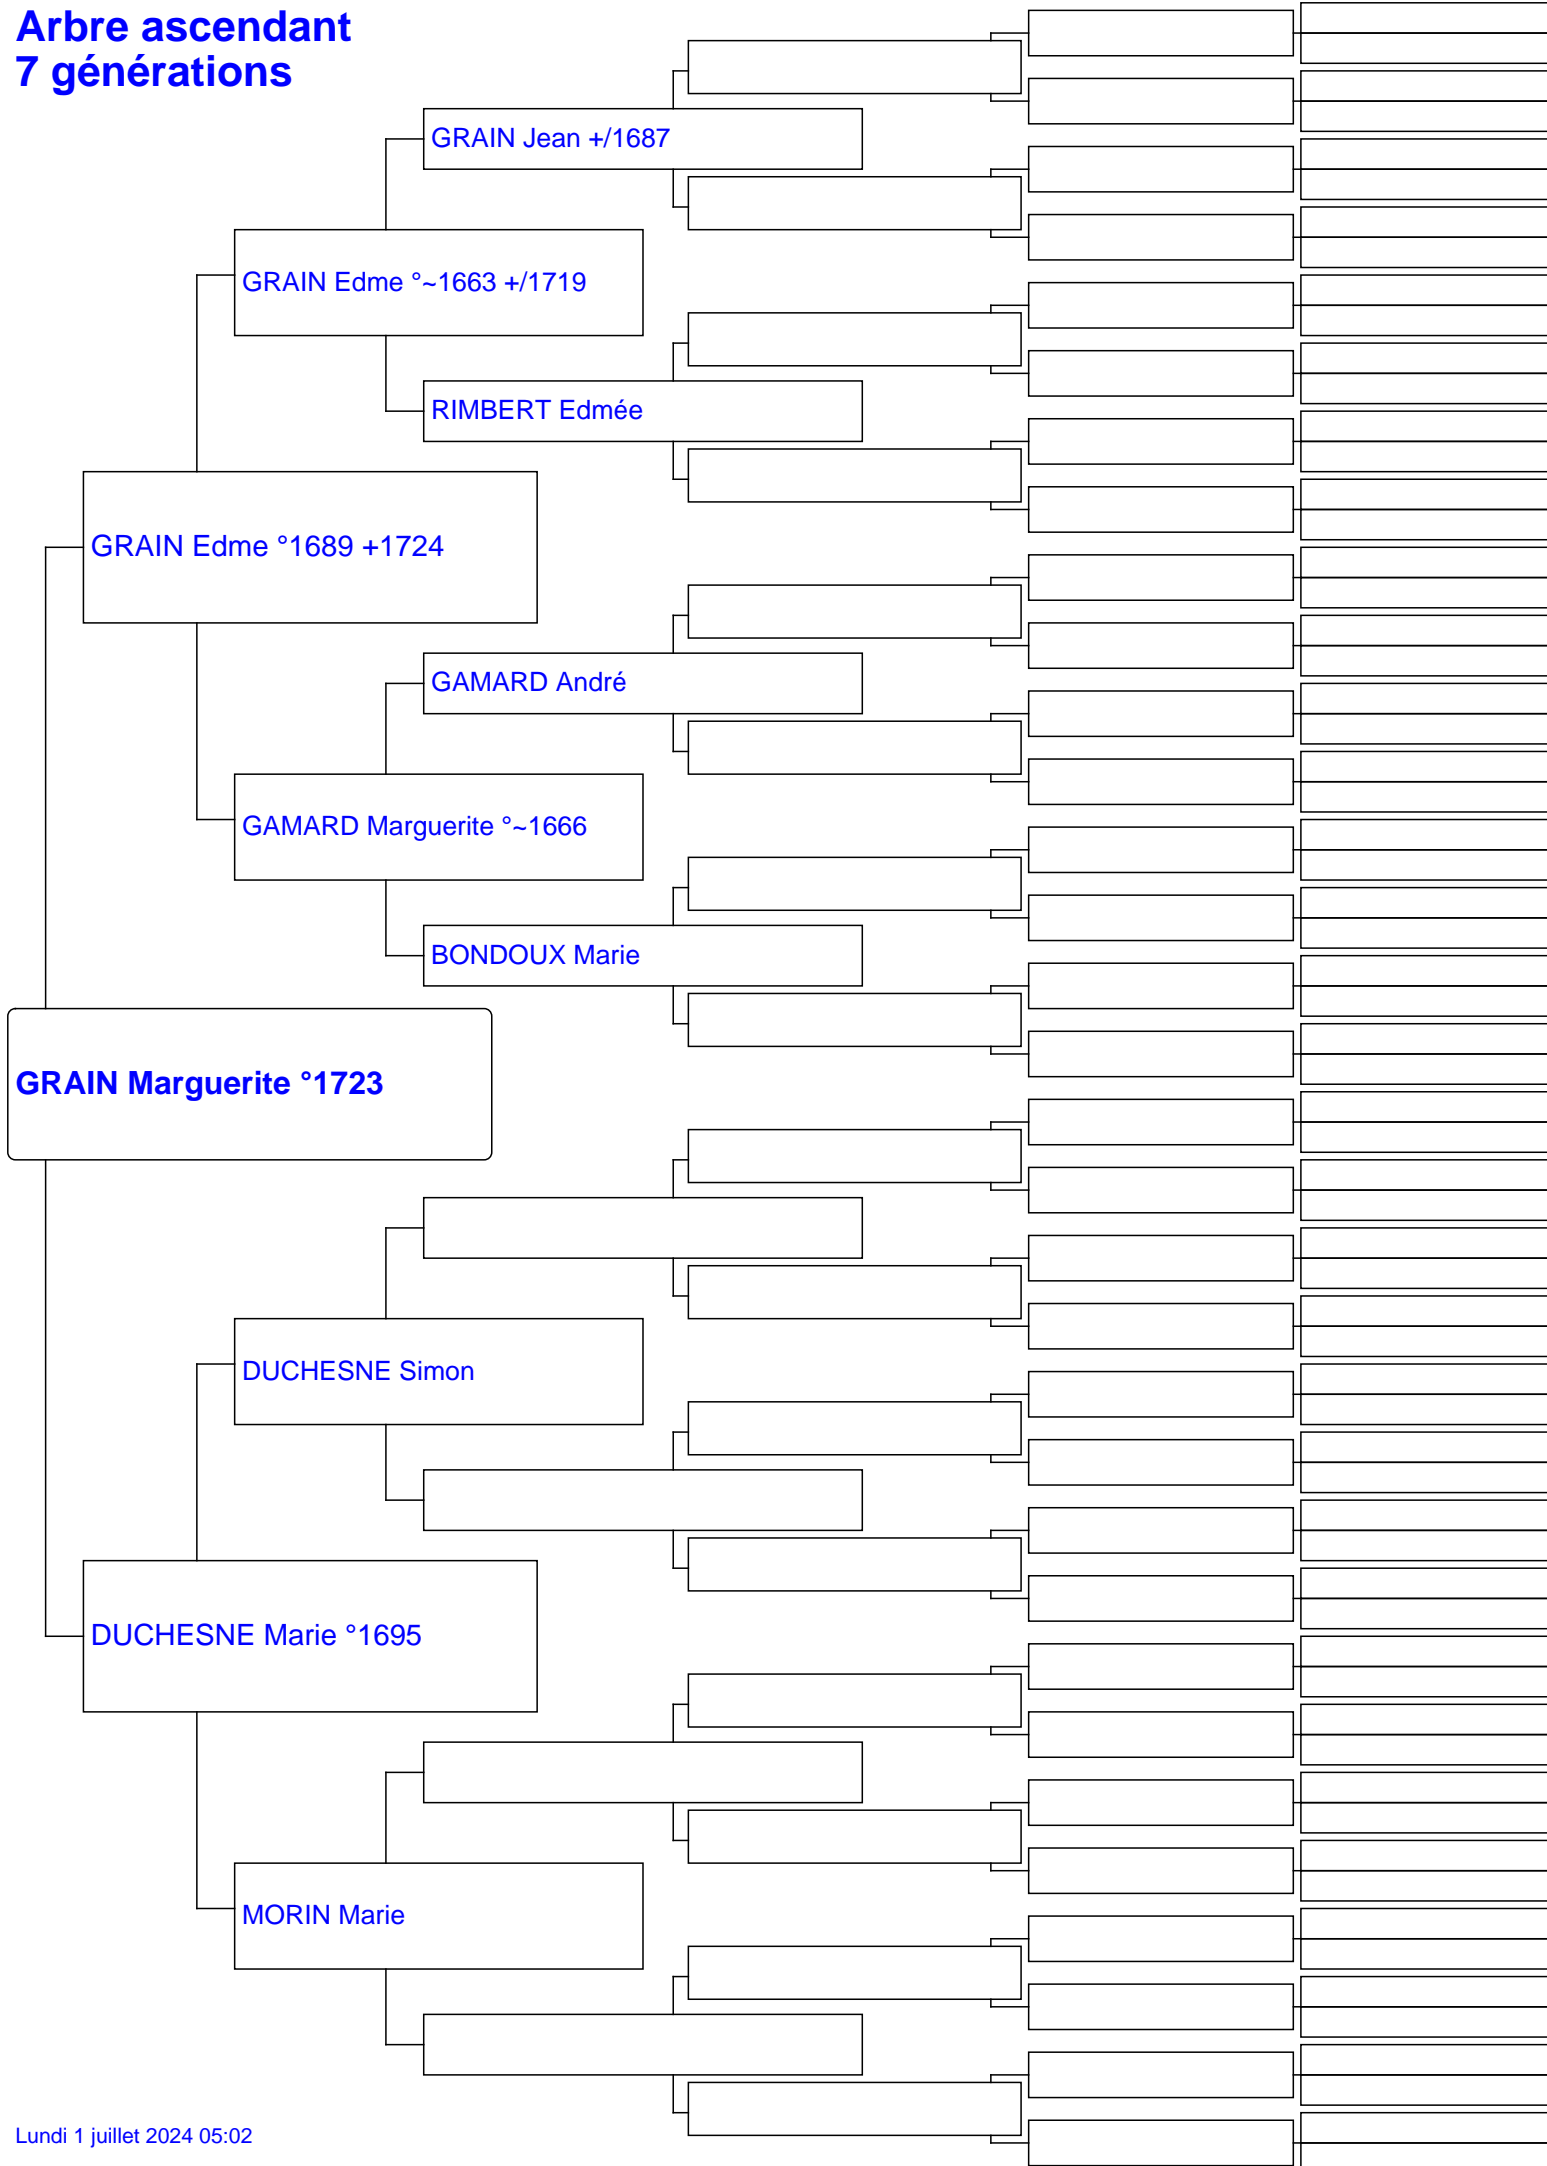 Arbre ascendant
7 générations
GRAIN Jean +/1687
GRAIN Edme °~1663 +/1719
RIMBERT Edmée
GRAIN Edme °1689 +1724
GAMARD André
GAMARD Marguerite °~1666
BONDOUX Marie
GRAIN Marguerite °1723
DUCHESNE Simon
DUCHESNE Marie °1695
MORIN Marie
Lundi 1 juillet 2024 05:02